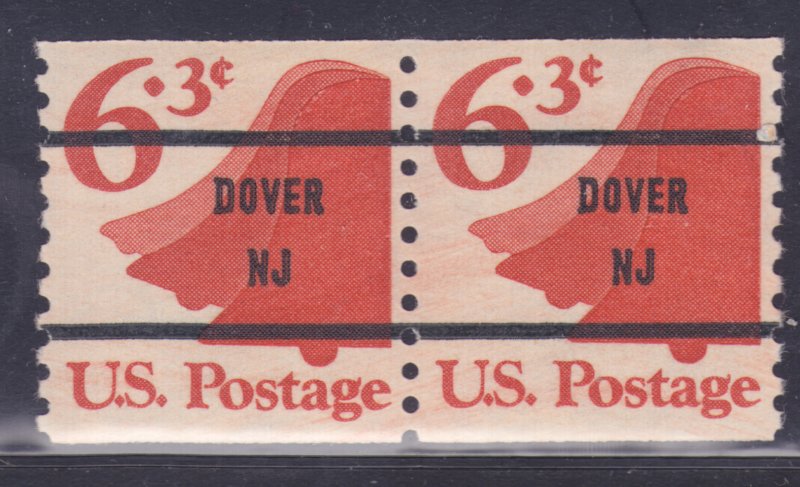 6·3¢ 6·3¢
DOVER DOVER
NJ NJ
U.S. Postage U.S. Postage